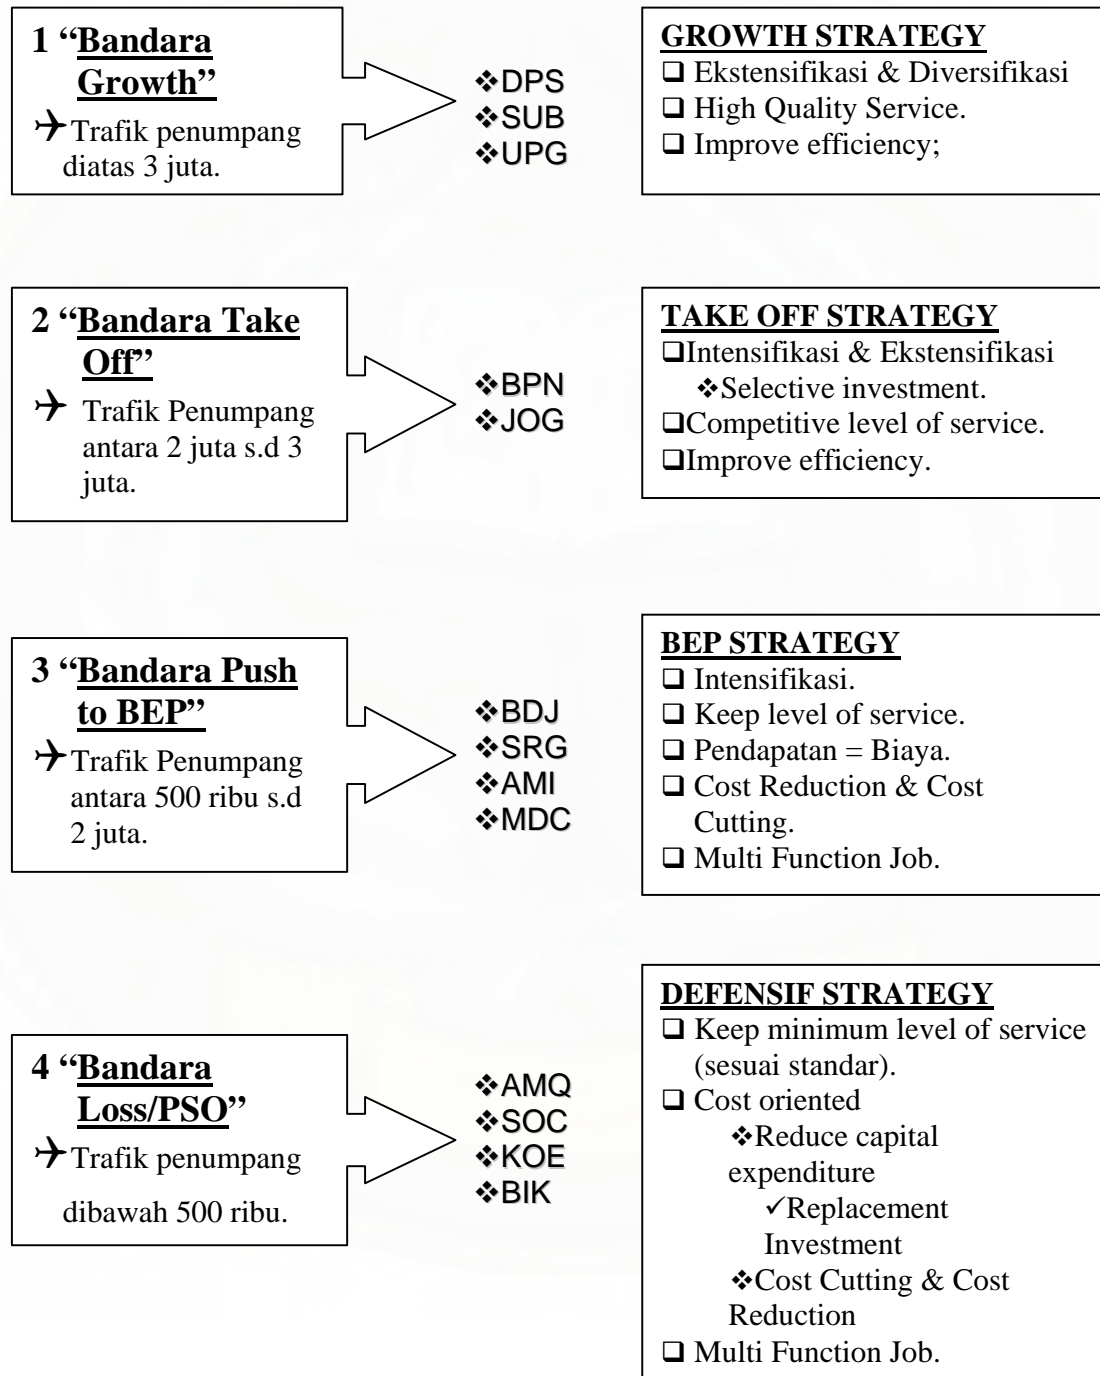 1 “Bandara
Growth”
Trafik penumpang
diatas 3 juta.
❖DPS
❖SUB
❖UPG
GROWTH STRATEGY
❑ Ekstensifikasi & Diversifikasi
❑ High Quality Service.
❑ Improve efficiency;
2 “Bandara Take
Off”
Trafik Penumpang
antara 2 juta s.d 3
juta.
❖BPN
❖JOG
TAKE OFF STRATEGY
❑Intensifikasi & Ekstensifikasi
❖Selective investment.
❑Competitive level of service.
❑Improve efficiency.
3 “Bandara Push
to BEP”
Trafik Penumpang
antara 500 ribu s.d
2 juta.
❖BDJ
❖SRG
❖AMI
❖MDC
BEP STRATEGY
❑ Intensifikasi.
❑ Keep level of service.
❑ Pendapatan = Biaya.
❑ Cost Reduction & Cost
Cutting.
❑ Multi Function Job.
4 “Bandara
Loss/PSO”
Trafik penumpang
dibawah 500 ribu.
❖AMQ
❖SOC
❖KOE
❖BIK
DEFENSIF STRATEGY
❑ Keep minimum level of service
(sesuai standar).
❑ Cost oriented
❖Reduce capital
expenditure
✓Replacement
Investment
❖Cost Cutting & Cost
Reduction
❑ Multi Function Job.